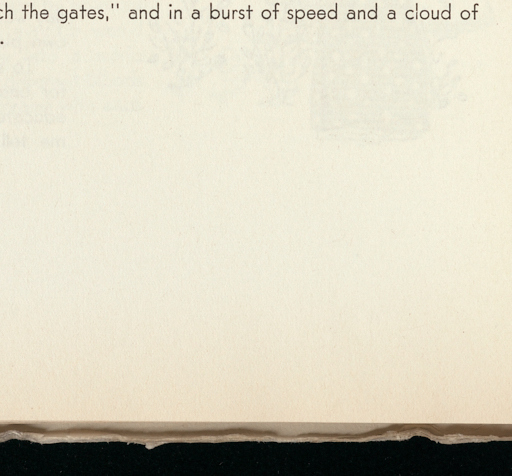 ch the gates," and in a burst of speed and a cloud of
.